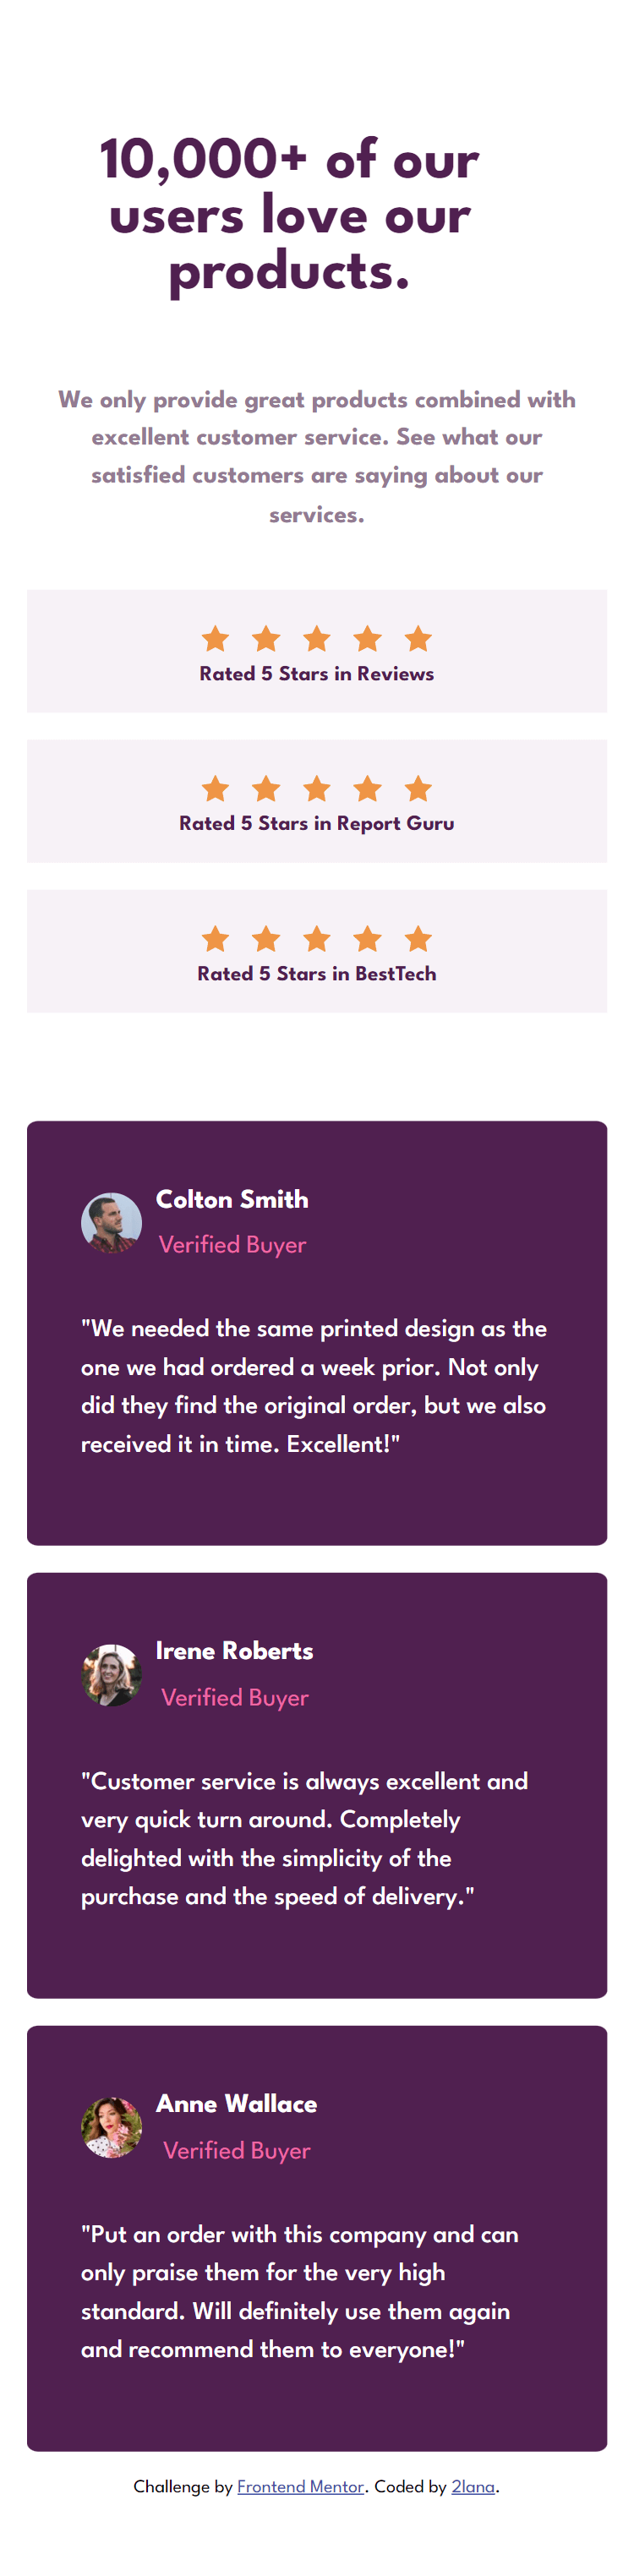 10,000+ of our
users love our
products.
We only provide great products combined with
excellent customer service. See what our
satisfied customers are saying about our
services.
Rated 5 Stars in Reviews
Rated 5 Stars in Report Guru
Rated 5 Stars in BestTech
Colton Smith
Verified Buyer
"We needed the same printed design as the
one we had ordered a week prior. Not only
did they find the original order, but we also
received it in time. Excellent!"
Irene Roberts
Verified Buyer
"Customer service is always excellent and
very quick turn around. Completely
delighted with the simplicity of the
purchase and the speed of delivery."
Anne Wallace
Verified Buyer
"Put an order with this company and can
only praise them for the very high
standard. Will definitely use them again
and recommend them to everyone!"
Challenge by Frontend Mentor. Coded by 2lana.